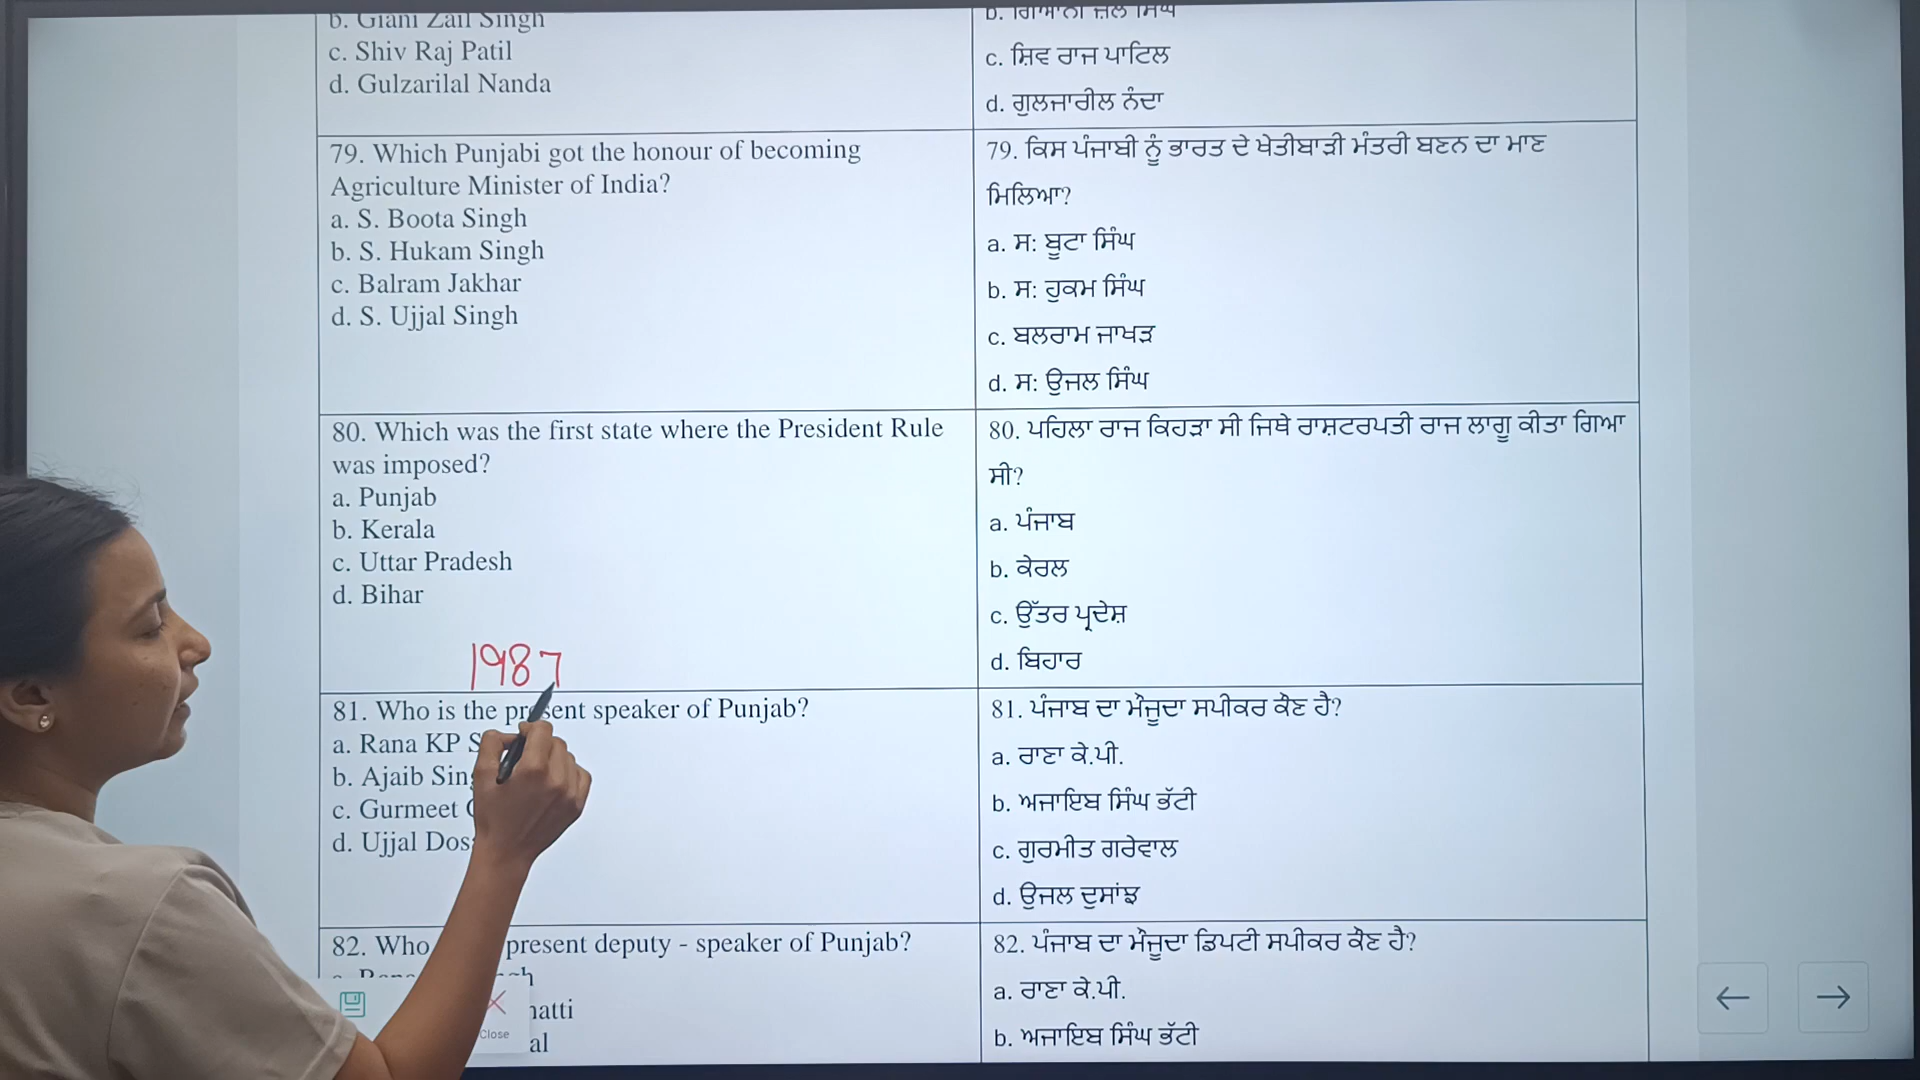 b. Giani Zail Singh
c. Shiv Raj Patil
d. Gulzarilal Nanda
b. ਗਿਆਨੀ ਜ਼ੈਲ ਸਿੰਘ
c. ਸ਼ਿਵ ਰਾਜ ਪਾਟਿਲ
d. ਗੁਲਜਾਰੀਲ ਨੰਦਾ
79. Which Punjabi got the honour of becoming
Agriculture Minister of India?
a. S. Boota Singh
b. S. Hukam Singh
c. Balram Jakhar
d. S. Ujjal Singh
79. ਕਿਸ ਪੰਜਾਬੀ ਨੂੰ ਭਾਰਤ ਦੇ ਖੇਤੀਬਾੜੀ ਮੰਤਰੀ ਬਣਨ ਦਾ ਮਾਣ
ਮਿਲਿਆ?
a. ਸ: ਬੂਟਾ ਸਿੰਘ
b. ਸ: ਹੁਕਮ ਸਿੰਘ
c. ਬਲਰਾਮ ਜਾਖੜ
d. ਸ: ਉਜਲ ਸਿੰਘ
80. Which was the first state where the President Rule
was imposed?
a. Punjab
b. Kerala
c. Uttar Pradesh
d. Bihar
1987
80. ਪਹਿਲਾ ਰਾਜ ਕਿਹੜਾ ਸੀ ਜਿਥੇ ਰਾਸ਼ਟਰਪਤੀ ਰਾਜ ਲਾਗੂ ਕੀਤਾ ਗਿਆ
ਸੀ?
a. ਪੰਜਾਬ
b. ਕੇਰਲ
c. ਉੱਤਰ ਪ੍ਰਦੇਸ਼
d. ਬਿਹਾਰ
81. Who is the present speaker of Punjab?
a. Rana KP
b. Ajaib
c. Gurmeet
d. Ujjal
81. ਪੰਜਾਬ ਦਾ ਮੌਜੂਦਾ ਸਪੀਕਰ ਕੌਣ ਹੈ?
a. ਰਾਣਾ ਕੇ.ਪੀ.
b. ਅਜਾਇਬ ਸਿੰਘ ਭੱਟੀ
c. ਗੁਰਮੀਤ ਗਰੇਵਾਲ
d. ਉਜਲ ਦੁਸਾਂਝ
82. Who present deputy - speaker of Punjab?
82. ਪੰਜਾਬ ਦਾ ਮੌਜੂਦਾ ਡਿਪਟੀ ਸਪੀਕਰ ਕੌਣ ਹੈ?
a. ਰਾਣਾ ਕੇ.ਪੀ.
b. ਅਜਾਇਬ ਸਿੰਘ ਭੱਟੀ
Close